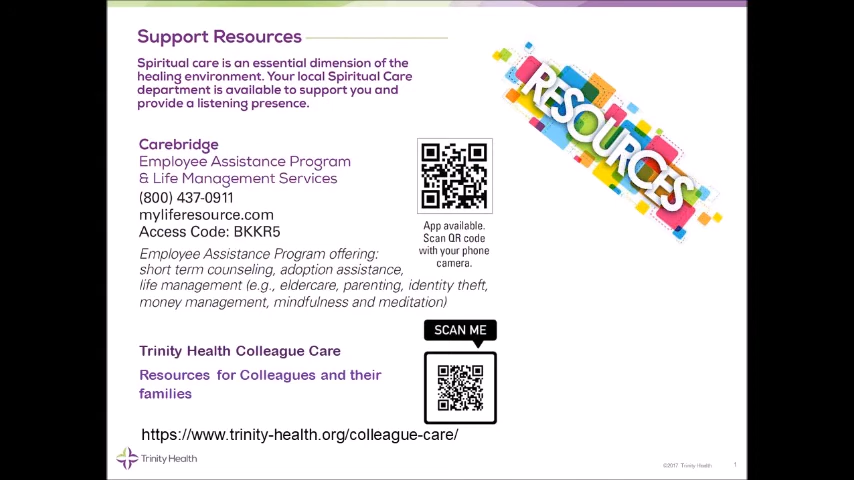 Support Resources
Spiritual care is an essential dimension of the
healing environment. Your local Spiritual Care
department is available to support you and
provide a listening presence.
Carebridge
Employee Assistance Program
& Life Management Services
(800) 437-0911
myliferesource.com
Access Code: BKKR5
App available.
Scan QR code
with your phone
camera.
Employee Assistance Program offering:
short term counseling, adoption assistance,
life management (e.g., eldercare, parenting, identity theft,
money management, mindfulness and meditation)
SCAN ME
Trinity Health Colleague Care
Resources for Colleagues and their
families
https://www.trinity-health.org/colleague-care/
RESOURCES
Trinity Health
©2017 Trinity Health
1